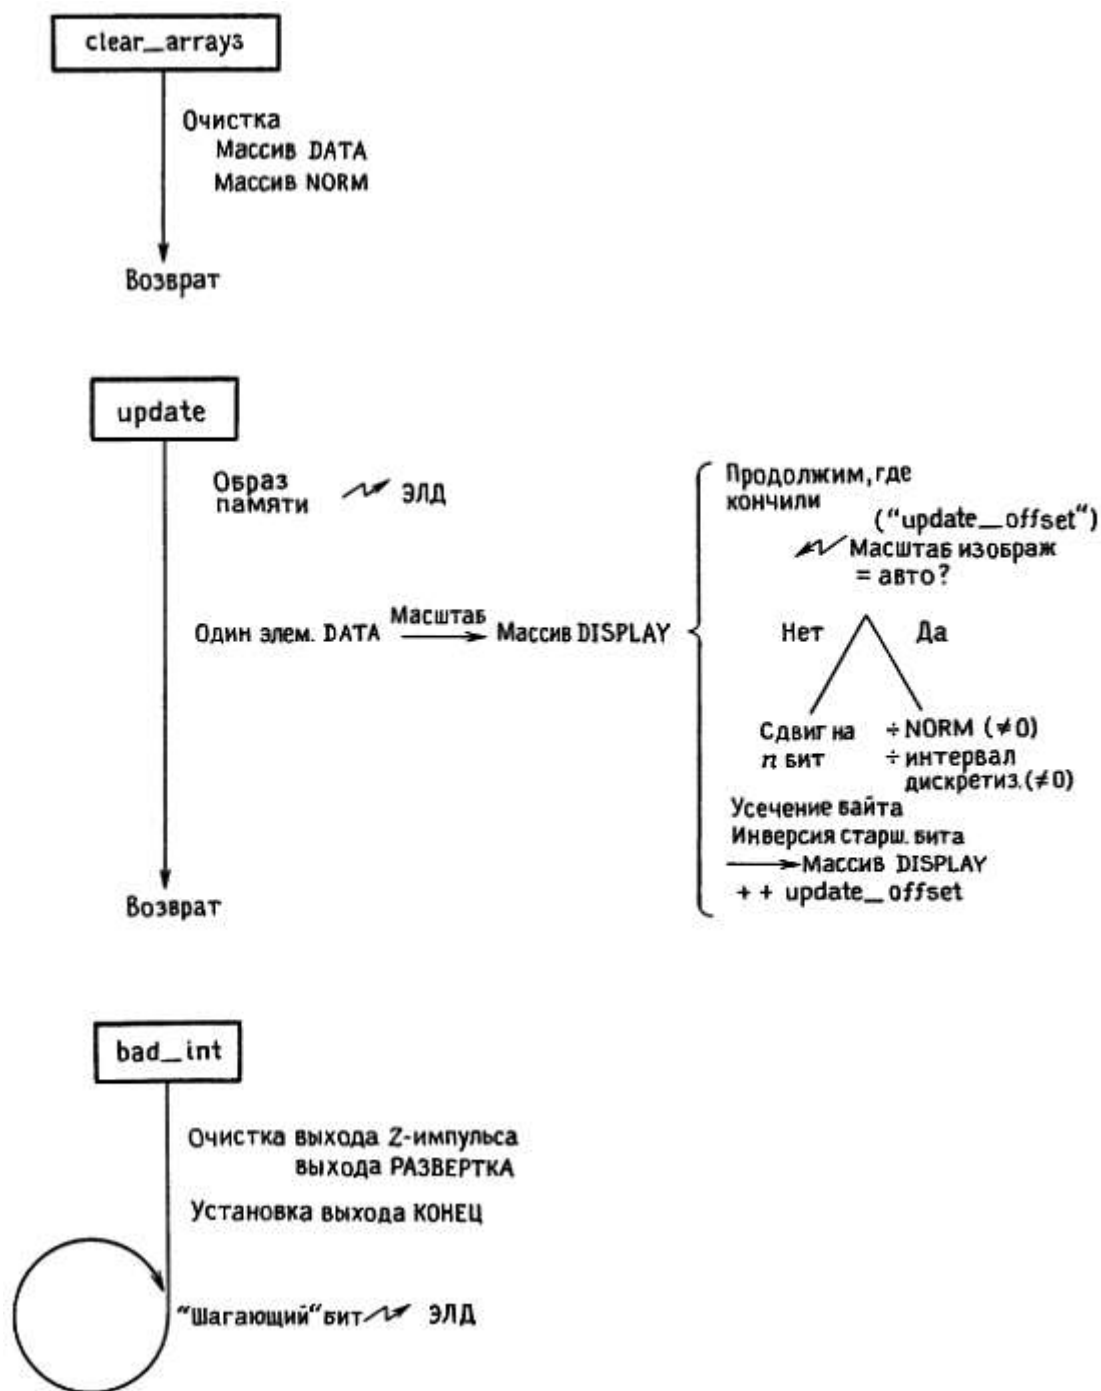 clear_arrays
Очистка
Массив DATA
Массив NORM
Возврат
update
Образ
памяти
ЭЛД
Один элем. DATA
Масштаб
Массив DISPLAY
Продолжим, где
кончили
("update_offset")
Масштаб изображ
= авто?
Нет
Да
Сдвиг на
n бит
÷ NORM (≠0)
÷ интервал
дискретиз. (≠0)
Усечение байта
Инверсия старш. бита
Массив DISPLAY
+ + update_offset
Возврат
bad_int
Очистка выхода Z-импульса
выхода РАЗВЕРТКА
Установка выхода КОНЕЦ
"Шагающий" бит
ЭЛД